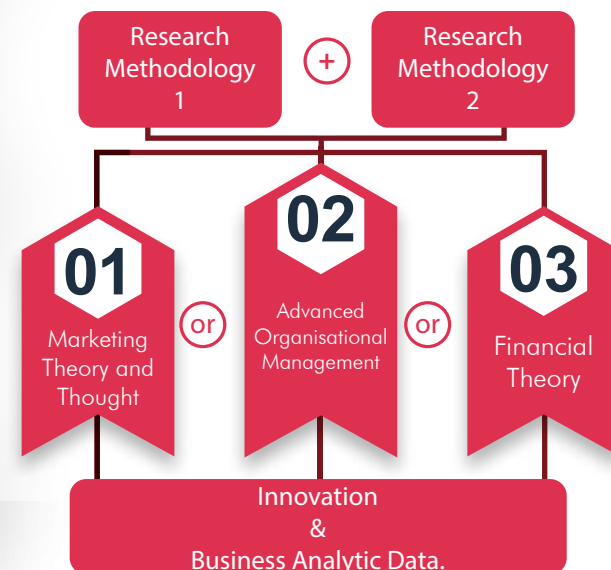 Research
Methodology
1
+
Research
Methodology
2
01
Marketing
Theory and
Thought
or
02
Advanced
Organisational
Management
or
03
Financial
Theory
Innovation
&
Business Analytic Data.